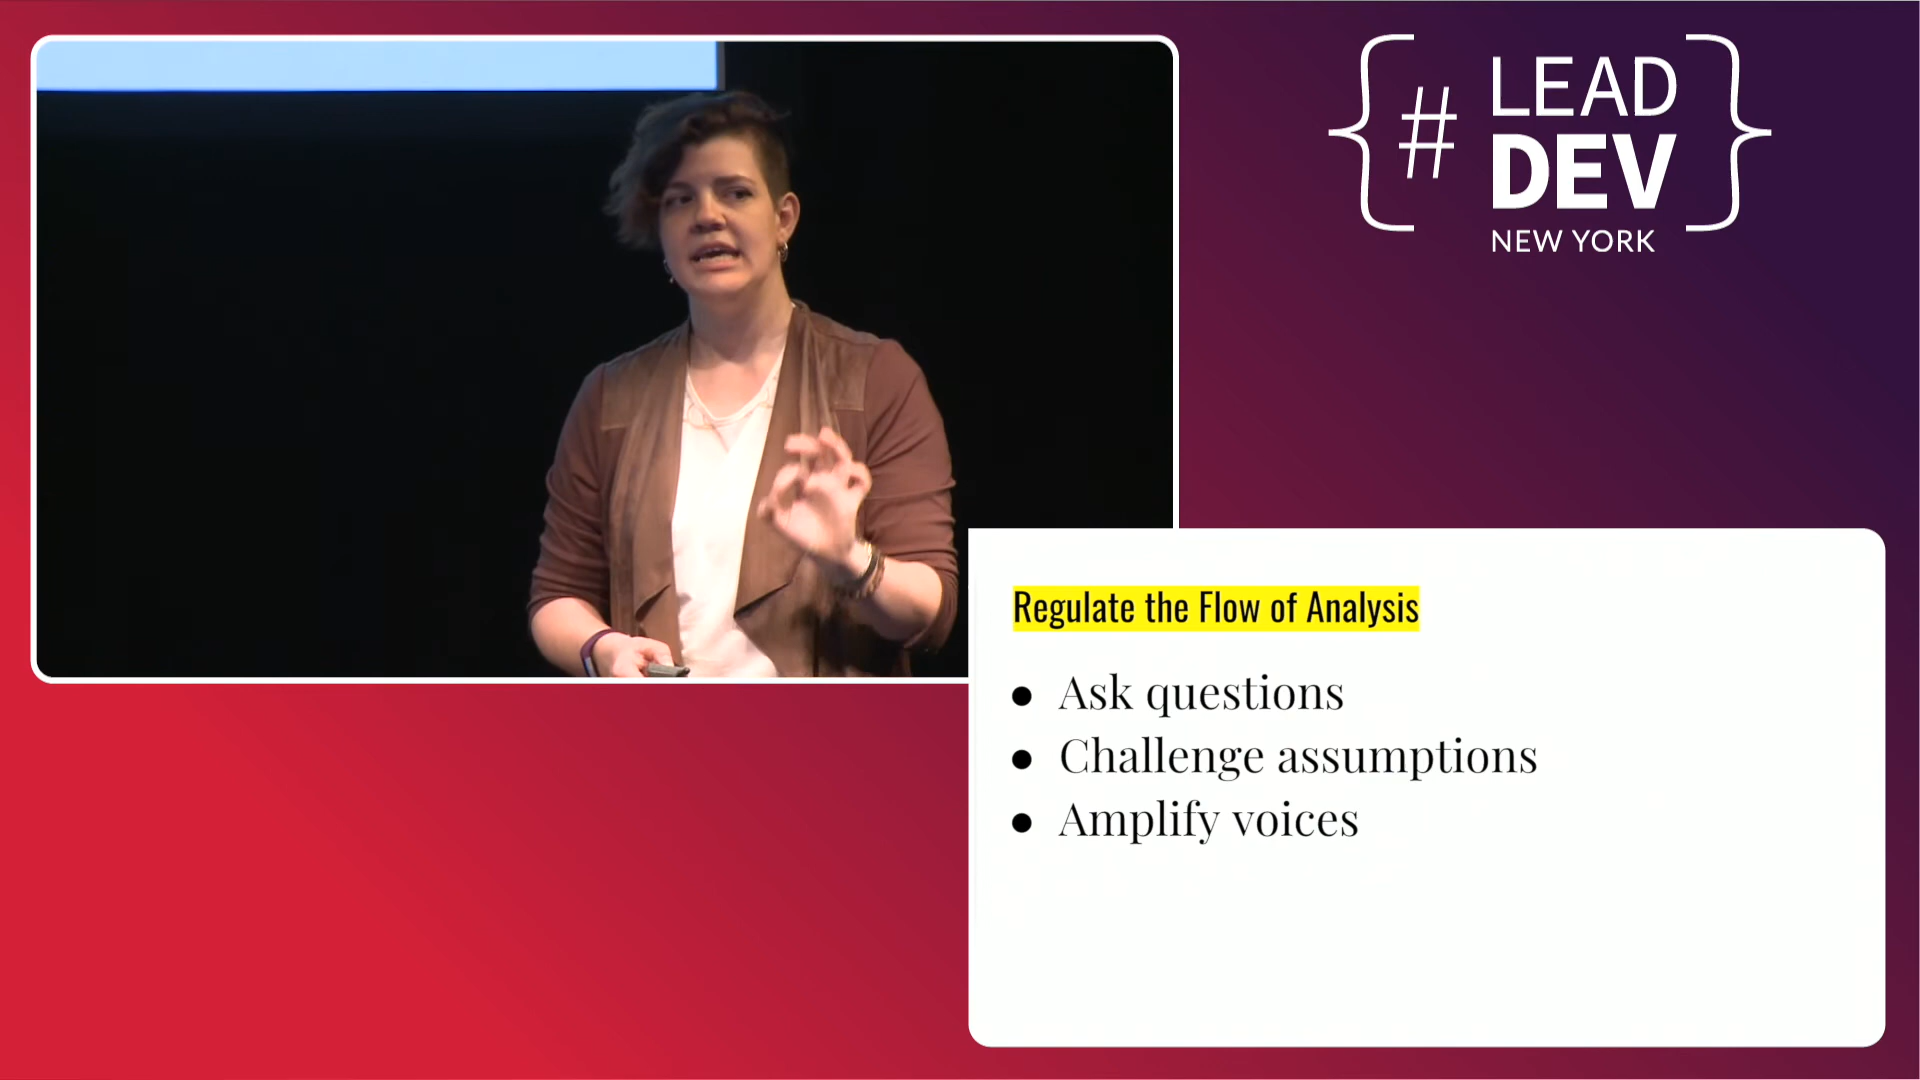 # LEAD
DEV
NEW YORK
Regulate the Flow of Analysis
● Ask questions
● Challenge assumptions
● Amplify voices